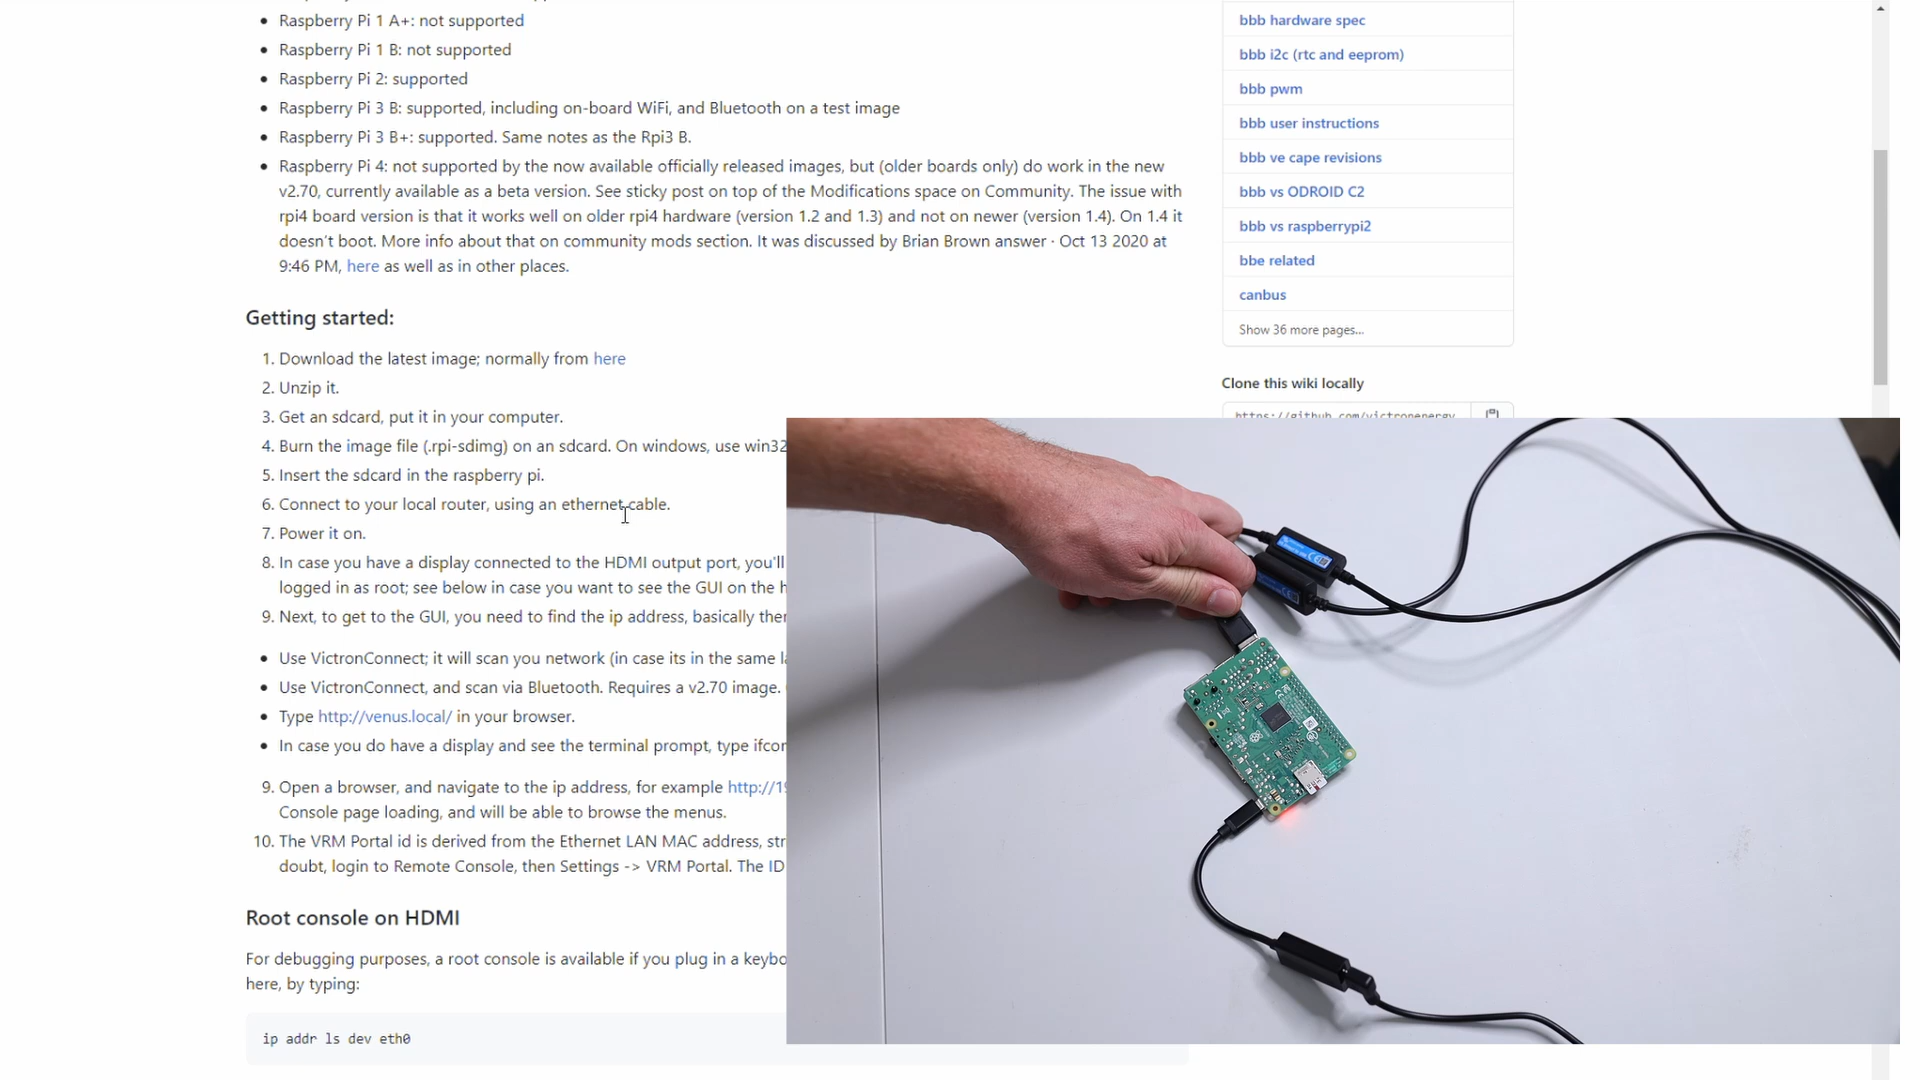 Raspberry Pi 1 A+: not supported
Raspberry Pi 1 B: not supported
Raspberry Pi 2: supported
Raspberry Pi 3 B: supported, including on-board WiFi, and Bluetooth on a test image
Raspberry Pi 3 B+: supported. Same notes as the Rpi3 B.
Raspberry Pi 4: not supported by the now available officially released images, but (older boards only) do work in the new
v2.70, currently available as a beta version. See sticky post on top of the Modifications space on Community. The issue with
rpi4 board version is that it works well on older rpi4 hardware (version 1.2 and 1.3) and not on newer (version 1.4). On 1.4 it
doesn't boot. More info about that on community mods section. It was discussed by Brian Brown answer · Oct 13 2020 at
9:46 PM, here as well as in other places.
Getting started:
1. Download the latest image; normally from here
2. Unzip it.
3. Get an sdcard, put it in your computer.
4. Burn the image file (.rpi-sdimg) on an sdcard. On windows, use win32
5. Insert the sdcard in the raspberry pi.
6. Connect to your local router, using an ethernet cable.
7. Power it on.
8. In case you have a display connected to the HDMI output port, you'll
logged in as root; see below in case you want to see the GUI on the h
9. Next, to get to the GUI, you need to find the ip address, basically ther
Use VictronConnect; it will scan you network (in case its in the same la
Use VictronConnect, and scan via Bluetooth. Requires a v2.70 image.
Type http://venus.local/ in your browser.
In case you do have a display and see the terminal prompt, type ifcon
9. Open a browser, and navigate to the ip address, for example http://19
Console page loading, and will be able to browse the menus.
10. The VRM Portal id is derived from the Ethernet LAN MAC address, str
doubt, login to Remote Console, then Settings -> VRM Portal. The ID
Root console on HDMI
For debugging purposes, a root console is available if you plug in a keybo
here, by typing:
ip addr ls dev eth0
bbb hardware spec
bbb i2c (rtc and eeprom)
bbb pwm
bbb user instructions
bbb ve cape revisions
bbb vs ODROID C2
bbb vs raspberrypi2
bbe related
canbus
Show 36 more pages...
Clone this wiki locally
https://github.com/victronenergy